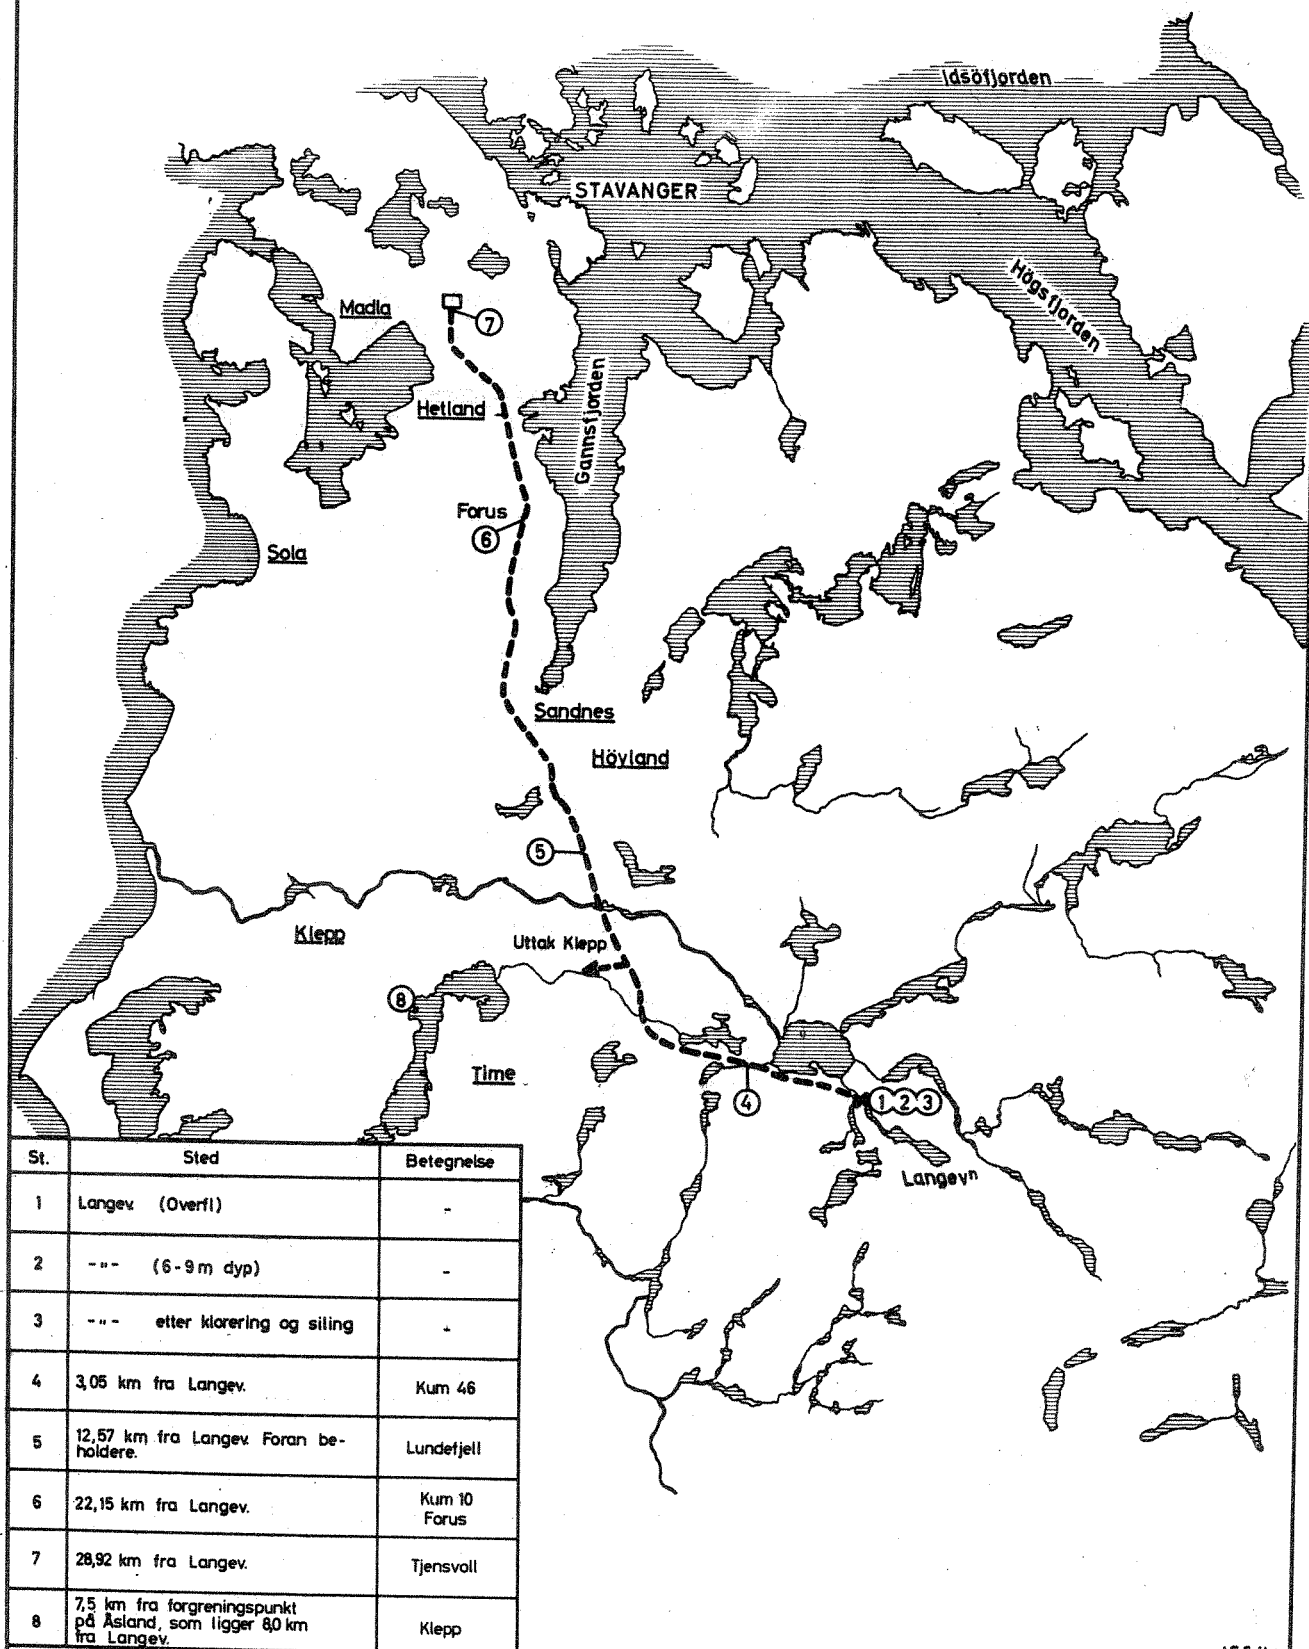 Idsöfjorden
STAVANGER
Högsfjorden
Madla
7
Gannsfjorden
Hetland
Forus
6
Sola
Sandnes
Höyland
5
Klepp
Uttak Klepp
8
Time
4
1 2 3
Langevn
St. Sted Betegnelse
1 Langev. (Overfl) -
2 -"- (6-9 m dyp) -
3 -"- etter klorering og siling -
4 3,05 km fra Langev. Kum 46
5 12,57 km fra Langev. Foran be-
holdere. Lundefjell
6 22,15 km fra Langev. Kum 10
Forus
7 28,92 km fra Langev. Tjensvoll
8 7,5 km fra forgreningspunkt
på Åsland, som ligger 8,0 km
fra Langev. Klepp